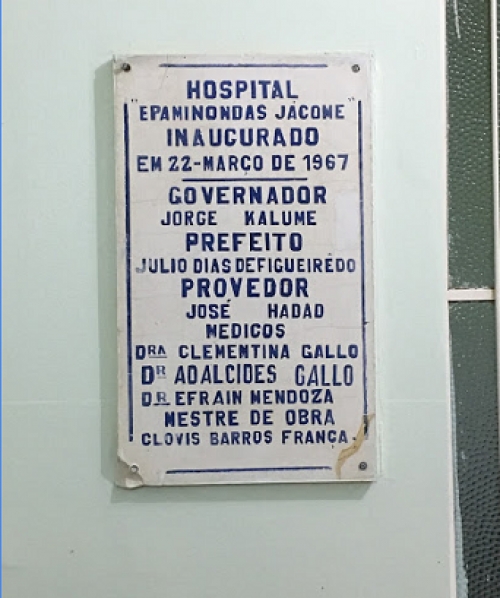 HOSPITAL
"EPAMINONDAS JÁCOME"
INAUGURADO
EM 22-MARÇO DE 1967
GOVERNADOR
JORGE KALUME
PREFEITO
JULIO DIAS DEFIGUEIRÊDO
PROVEDOR
JOSÉ HADAD
MEDICOS
DRA CLEMENTINA GALLO
DR ADALCIDES GALLO
DR EFRAIN MENDOZA
MESTRE DE OBRA
CLOVIS BARROS FRANÇA.